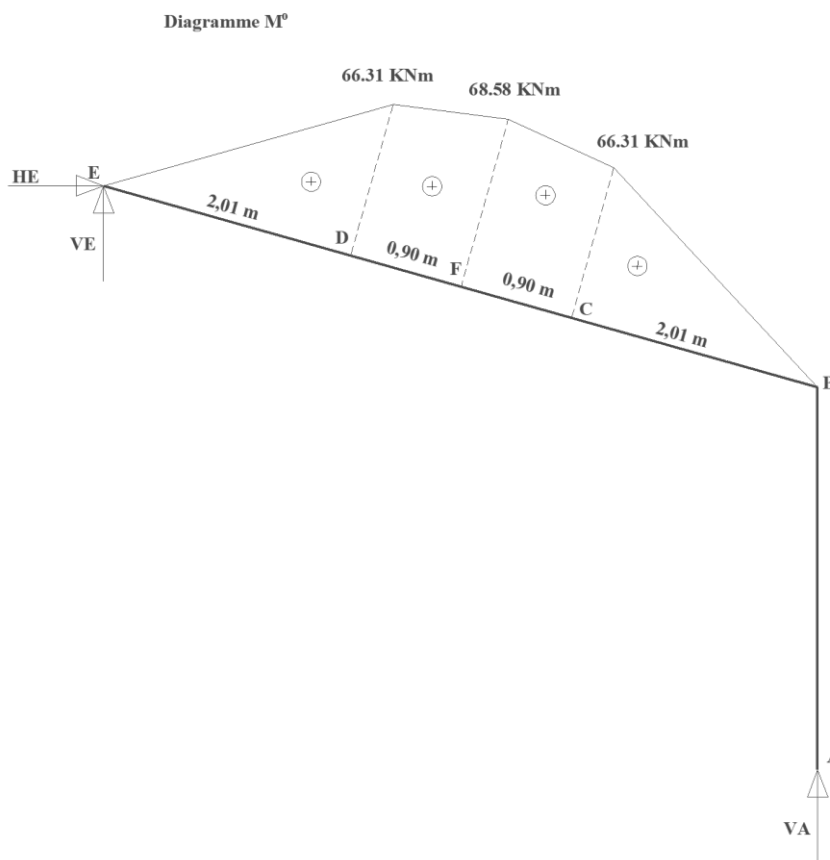 Diagramme M⁰
66.31 KNm
68.58 KNm
66.31 KNm
HE
E
VE
2,01 m
D
0,90 m
F
0,90 m
C
2,01 m
VA